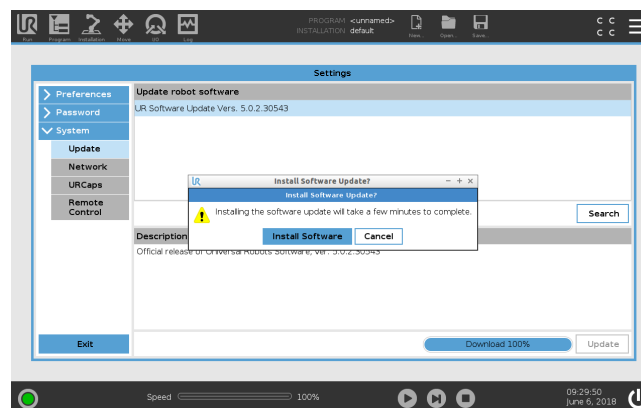 UR
PROGRAM <unnamed>
INSTALLATION default
Run Program Installation Move I/O Log New... Open... Save...
C C
C C
Settings
Preferences
Password
System
Update
Network
URCaps
Remote
Control
Exit
Update robot software
UR Software Update Vers. 5.0.2.30543
Search
UR Install Software Update? - + ×
Install Software Update?
Installing the software update will take a few minutes to complete.
Install Software Cancel
Description
Official release of Universal Robots Software, ver. 5.0.2.30543
Download 100% Update
Speed 100%
09:29:50
June 6, 2018